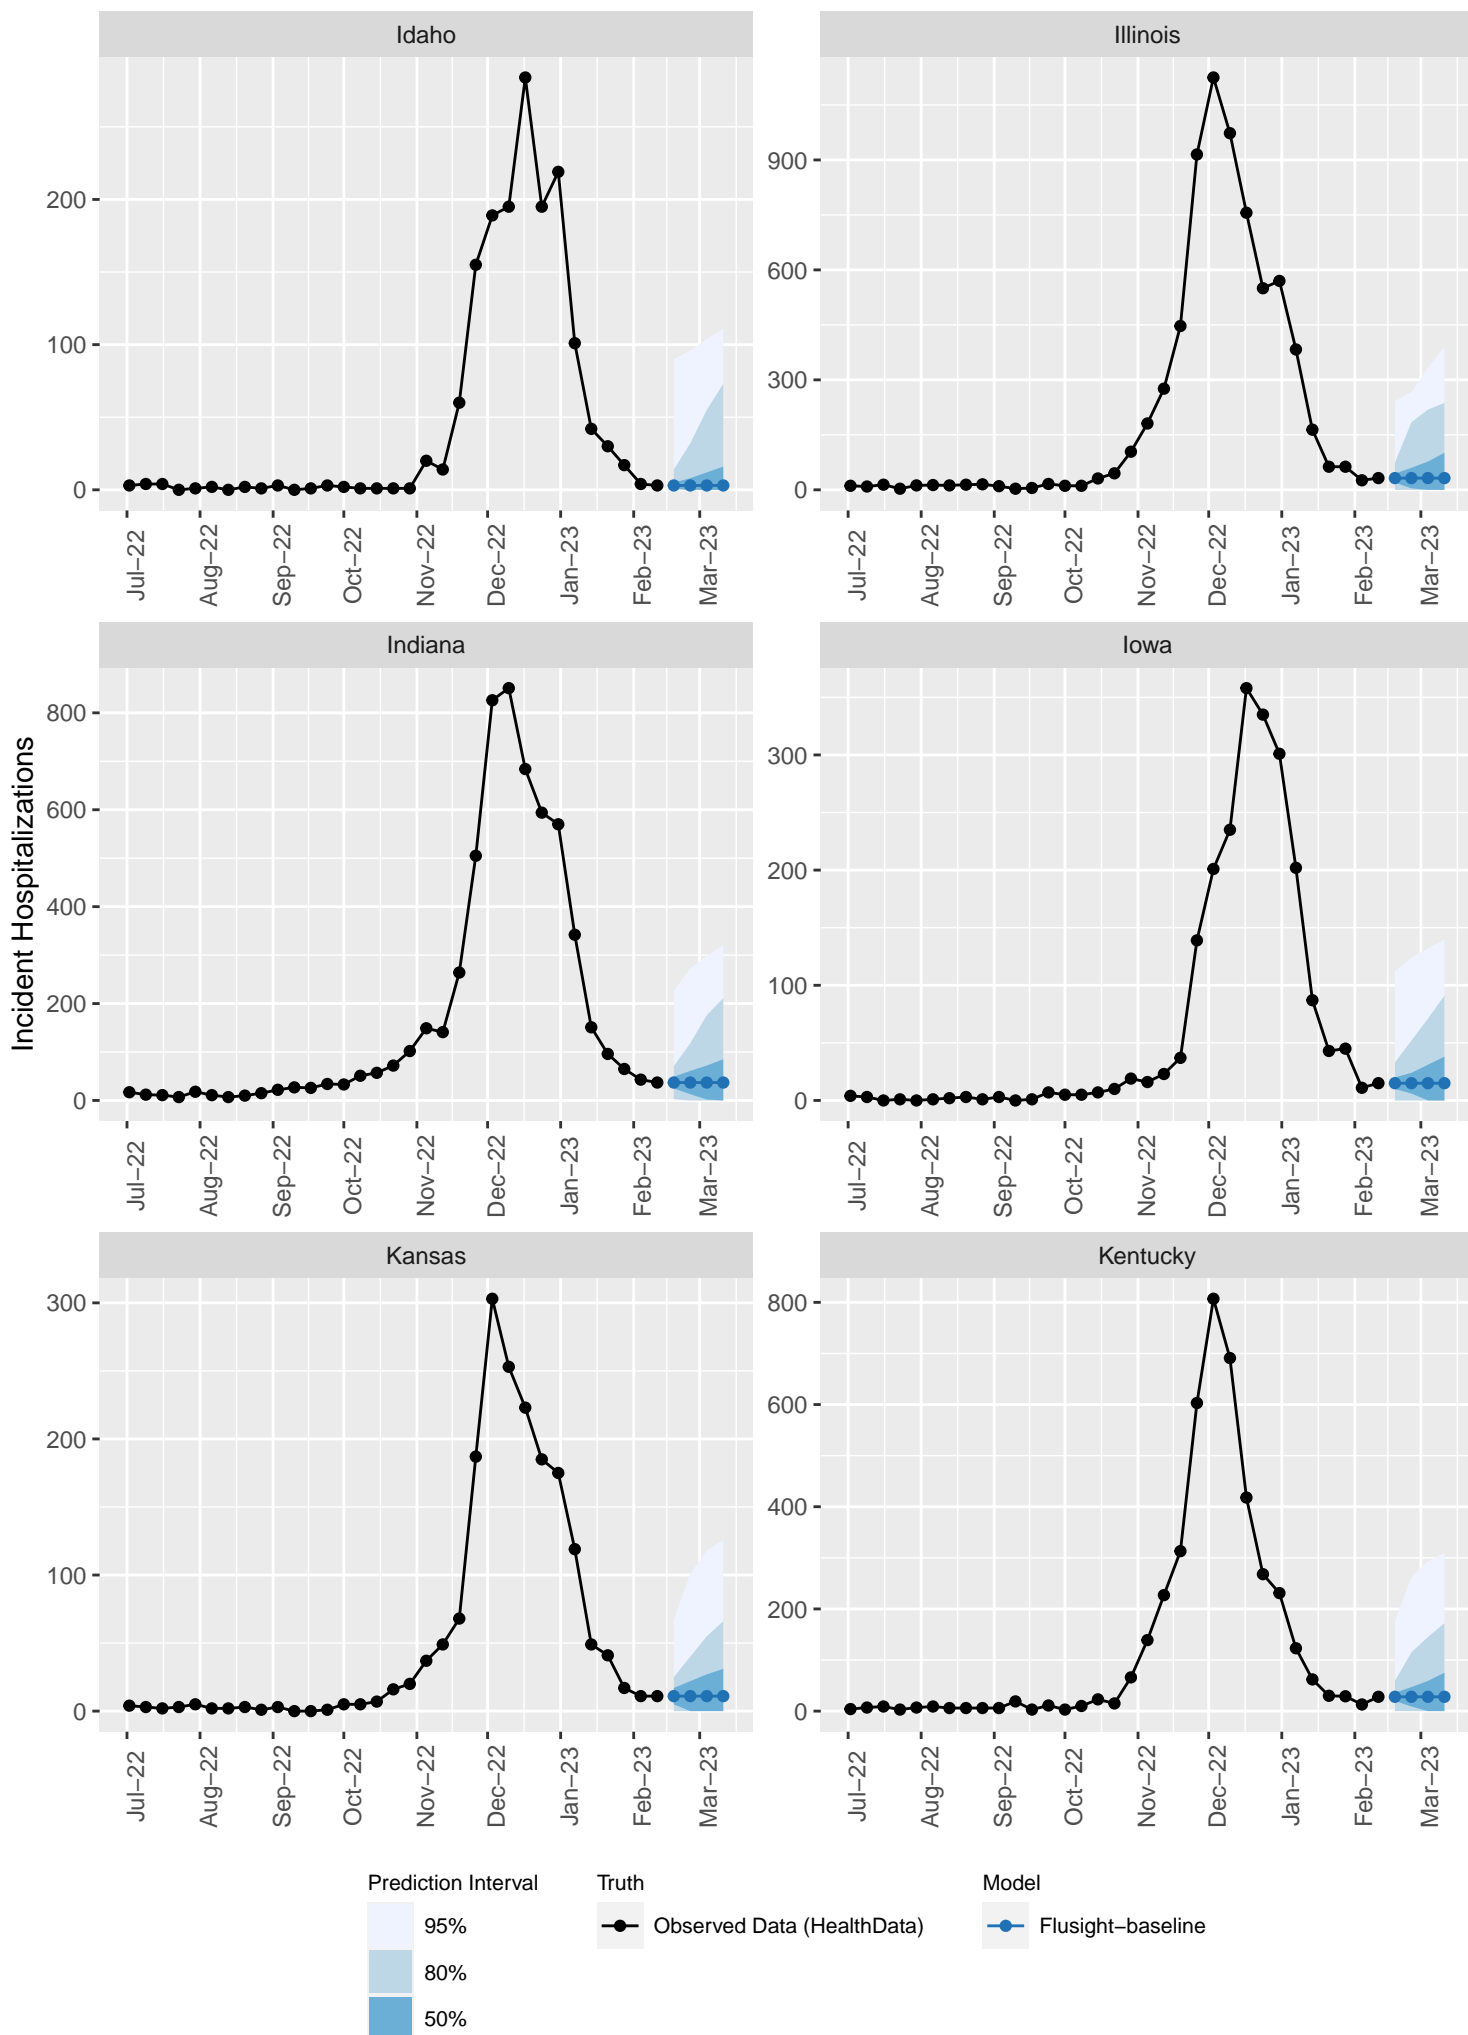 Idaho
Illinois
200
100
0
900
600
300
0
Jul−22
Aug−22
Sep−22
Oct−22
Nov−22
Dec−22
Jan−23
Feb−23
Mar−23
Jul−22
Aug−22
Sep−22
Oct−22
Nov−22
Dec−22
Jan−23
Feb−23
Mar−23
Incident Hospitalizations
Indiana
Iowa
800
600
400
200
0
300
200
100
0
Jul−22
Aug−22
Sep−22
Oct−22
Nov−22
Dec−22
Jan−23
Feb−23
Mar−23
Jul−22
Aug−22
Sep−22
Oct−22
Nov−22
Dec−22
Jan−23
Feb−23
Mar−23
Kansas
Kentucky
300
200
100
0
800
600
400
200
0
Jul−22
Aug−22
Sep−22
Oct−22
Nov−22
Dec−22
Jan−23
Feb−23
Mar−23
Jul−22
Aug−22
Sep−22
Oct−22
Nov−22
Dec−22
Jan−23
Feb−23
Mar−23
Prediction Interval
95%
80%
50%
Truth
Observed Data (HealthData)
Model
Flusight−baseline